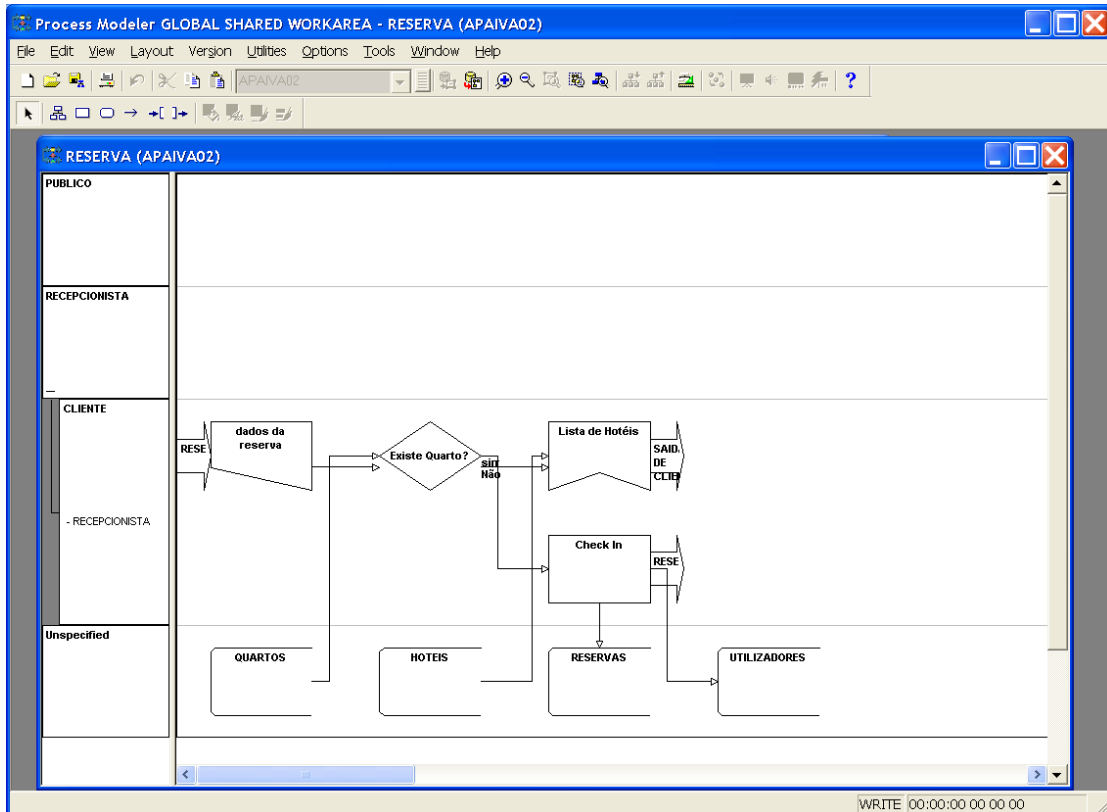 Process Modeler GLOBAL SHARED WORKAREA - RESERVA (APAIVA02)
File Edit View Layout Version Utilities Options Tools Window Help
APAIVA02
RESERVA (APAIVA02)
PUBLICO
RECEPCIONISTA
CLIENTE
RESE
dados da
reserva
Existe Quarto?
sim
Não
Lista de Hotéis
SAID
DE
CLIE
- RECEPCIONISTA
Check In
RESE
Unspecified
QUARTOS
HOTEIS
RESERVAS
UTILIZADORES
WRITE 00:00:00 00 00 00